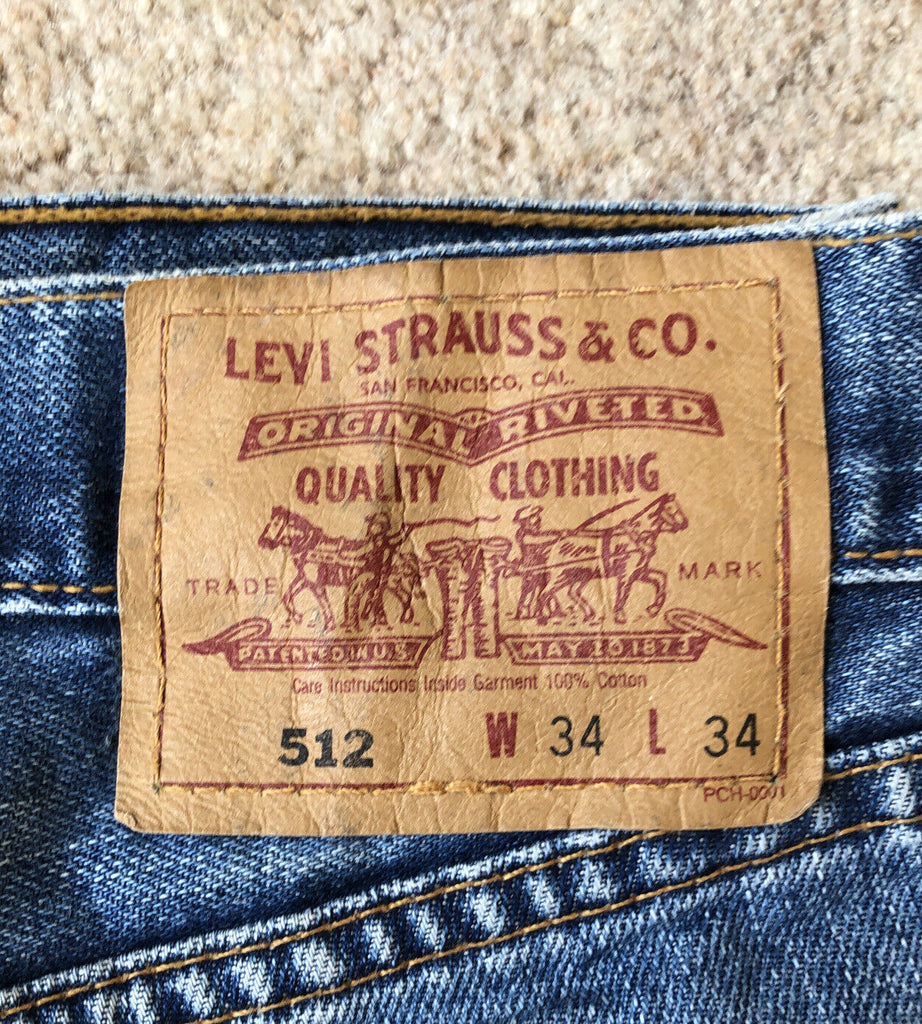 LEVI STRAUSS & CO.
SAN FRANCISCO, CAL.
ORIGINAL RIVETED
QUALITY CLOTHING
TRADE MARK
PATENTED IN U.S. MAY 20 1873
Care Instructions Inside Garment 100% Cotton
512 W 34 L 34
PCH-0001